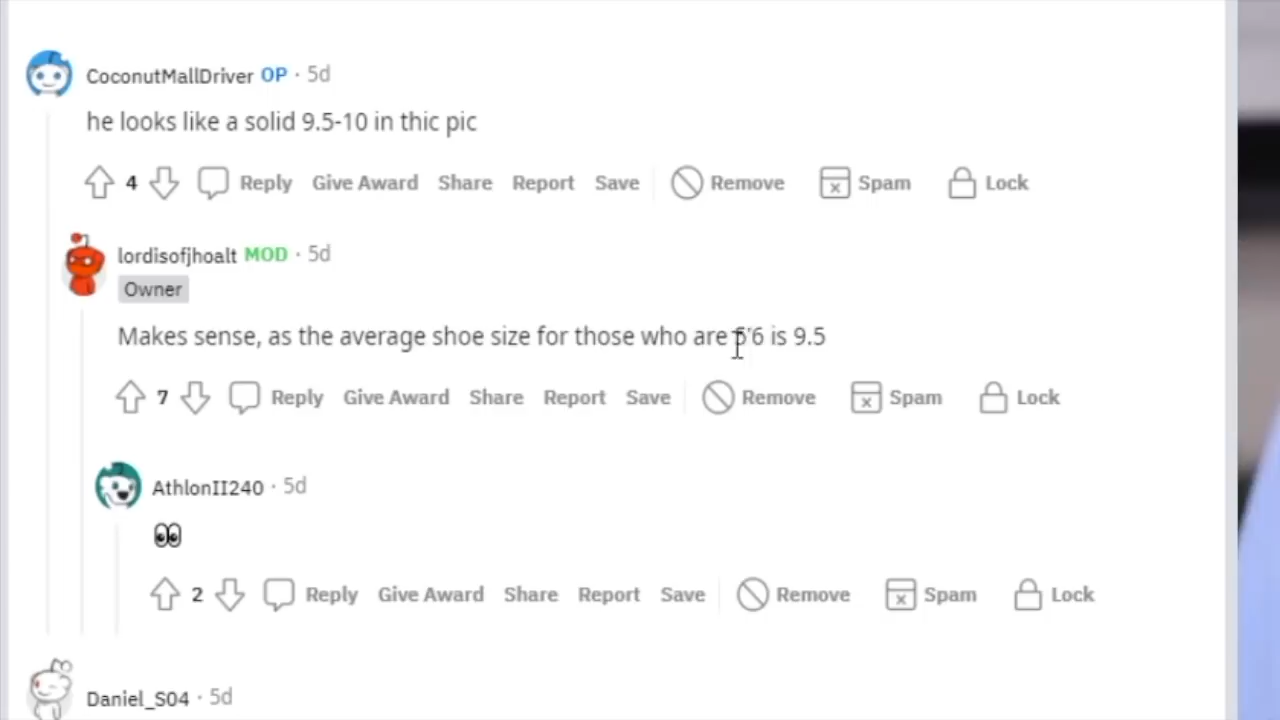 CoconutMallDriver OP · 5d
he looks like a solid 9.5-10 in thic pic
4 Reply Give Award Share Report Save Remove Spam Lock
lordisofjhoalt MOD · 5d
Owner
Makes sense, as the average shoe size for those who are 5'6 is 9.5
7 Reply Give Award Share Report Save Remove Spam Lock
AthlonII240 · 5d
👀
2 Reply Give Award Share Report Save Remove Spam Lock
Daniel_S04 · 5d